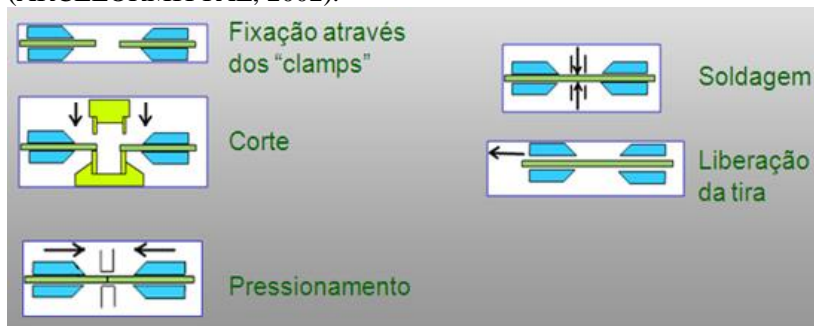 Fixação através
dos "clamps"
Corte
Pressionamento
Soldagem
Liberação
da tira